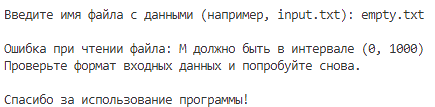 Введите имя файла с данными (например, input.txt): empty.txt
Ошибка при чтении файла: M должно быть в интервале (0, 1000)
Проверьте формат входных данных и попробуйте снова.
Спасибо за использование программы!